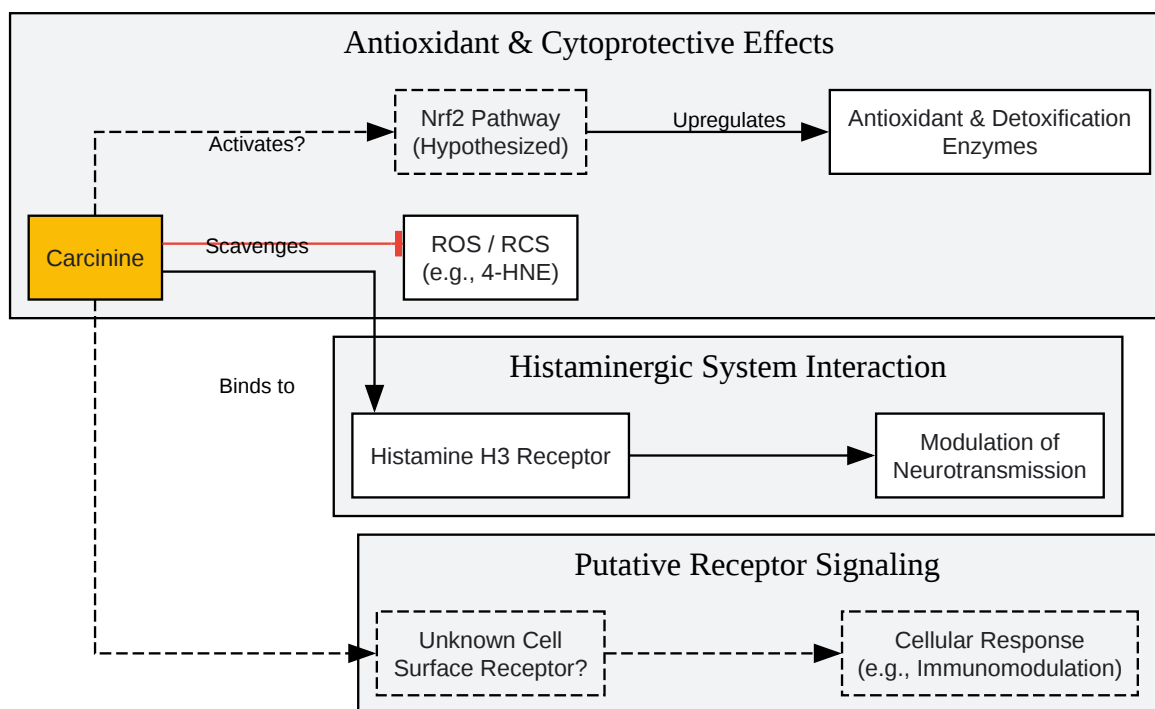 Antioxidant & Cytoprotective Effects
Nrf2 Pathway
(Hypothesized)
Activates?
Upregulates
Antioxidant & Detoxification
Enzymes
Carcinine
Scavenges
ROS / RCS
(e.g., 4-HNE)
Histaminergic System Interaction
Binds to
Histamine H3 Receptor
Modulation of
Neurotransmission
Putative Receptor Signaling
Unknown Cell
Surface Receptor?
Cellular Response
(e.g., Immunomodulation)